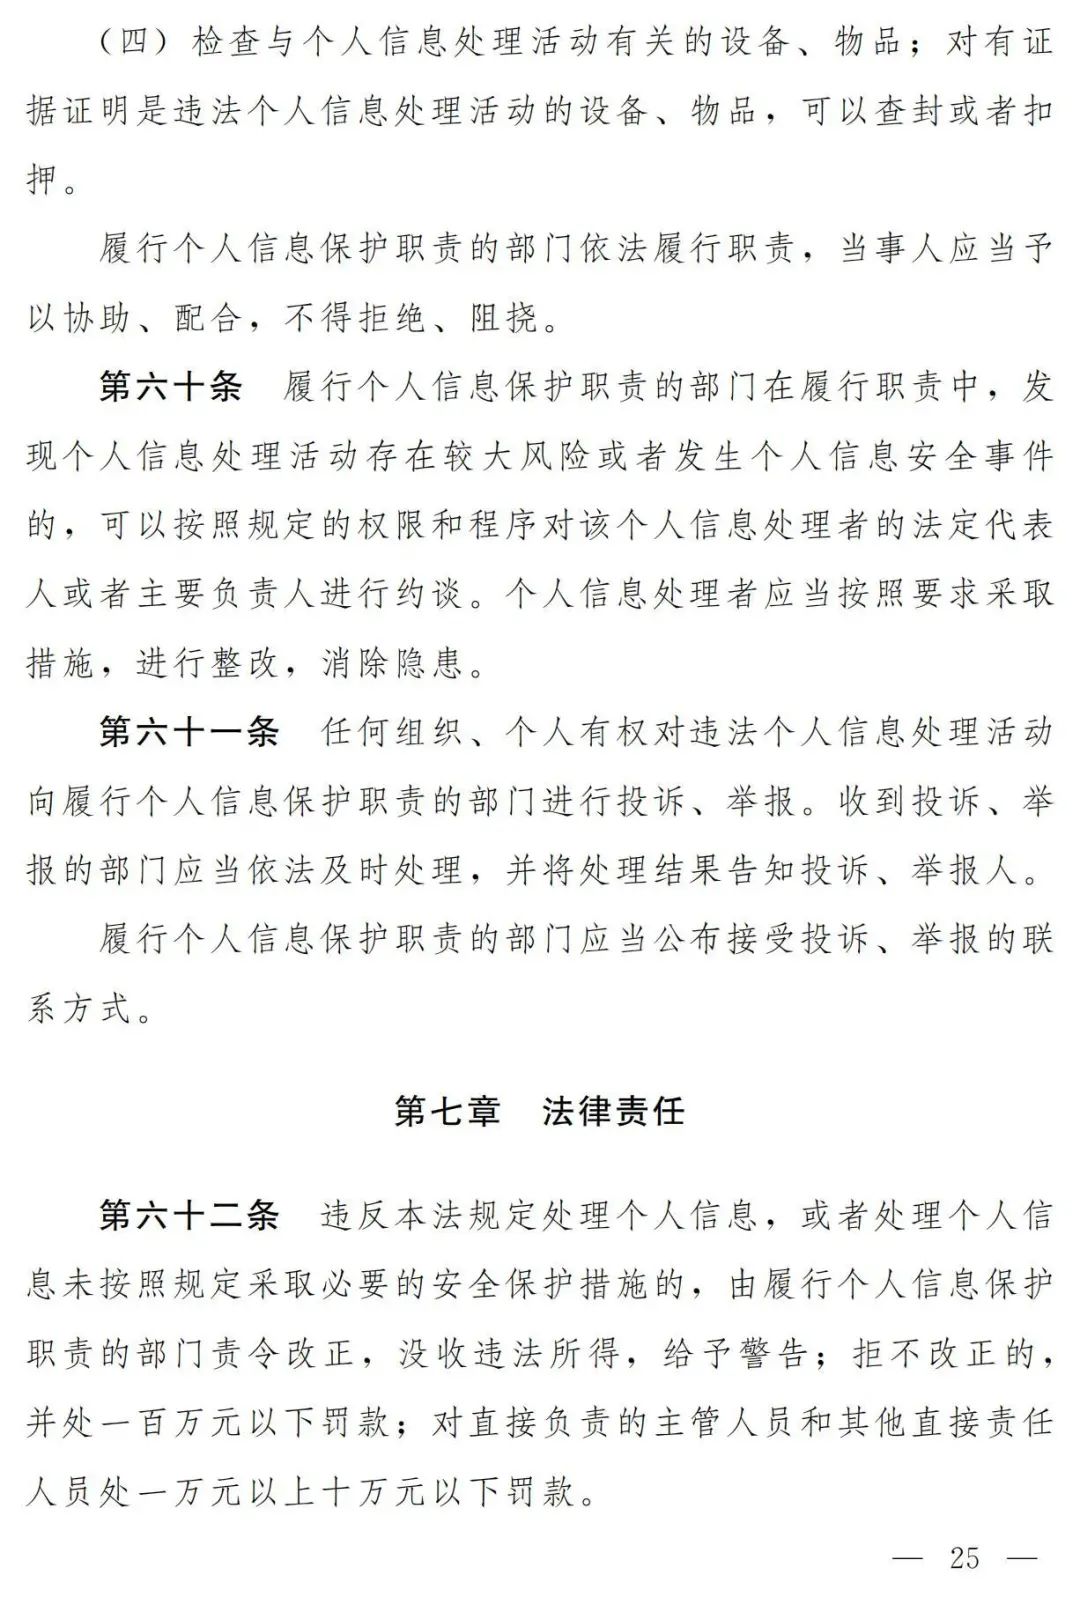 （四）检查与个人信息处理活动有关的设备、物品；对有证
据证明是违法个人信息处理活动的设备、物品，可以查封或者扣
押。
履行个人信息保护职责的部门依法履行职责，当事人应当予
以协助、配合，不得拒绝、阻挠。
第六十条　履行个人信息保护职责的部门在履行职责中，发
现个人信息处理活动存在较大风险或者发生个人信息安全事件
的，可以按照规定的权限和程序对该个人信息处理者的法定代表
人或者主要负责人进行约谈。个人信息处理者应当按照要求采取
措施，进行整改，消除隐患。
第六十一条　任何组织、个人有权对违法个人信息处理活动
向履行个人信息保护职责的部门进行投诉、举报。收到投诉、举
报的部门应当依法及时处理，并将处理结果告知投诉、举报人。
履行个人信息保护职责的部门应当公布接受投诉、举报的联
系方式。
第七章　法律责任
第六十二条　违反本法规定处理个人信息，或者处理个人信
息未按照规定采取必要的安全保护措施的，由履行个人信息保护
职责的部门责令改正，没收违法所得，给予警告；拒不改正的，
并处一百万元以下罚款；对直接负责的主管人员和其他直接责任
人员处一万元以上十万元以下罚款。
— 25 —